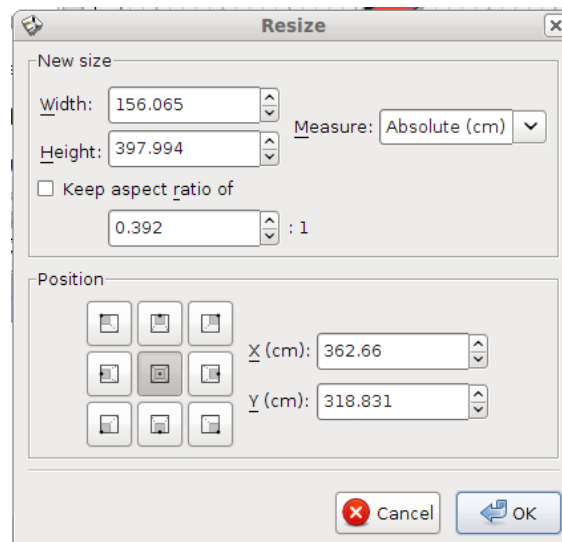 Resize
New size
Width: 156.065
Measure: Absolute (cm)
Height: 397.994
Keep aspect ratio of
0.392 : 1
Position
X (cm): 362.66
Y (cm): 318.831
Cancel OK